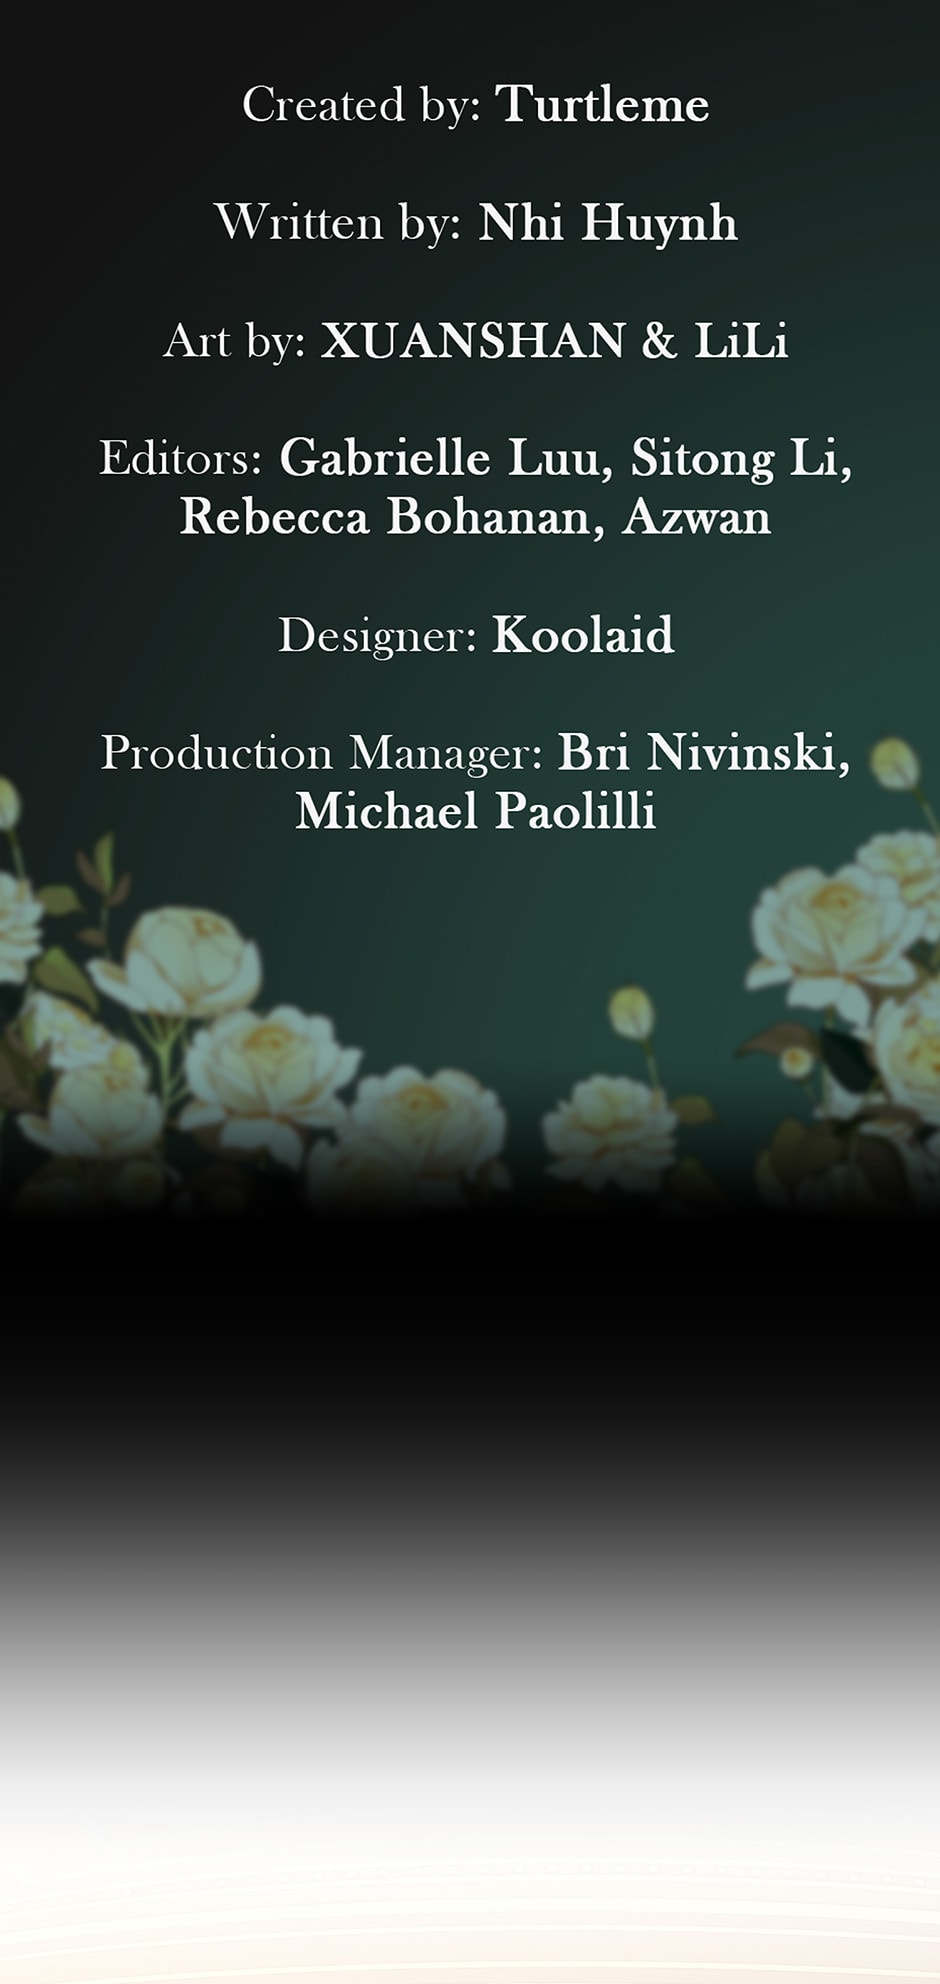 Created by: Turtleme
Written by: Nhi Huynh
Art by: XUANSHAN & LiLi
Editors: Gabrielle Luu, Sitong Li,
Rebecca Bohanan, Azwan
Designer: Koolaid
Production Manager: Bri Nivinski,
Michael Paolilli